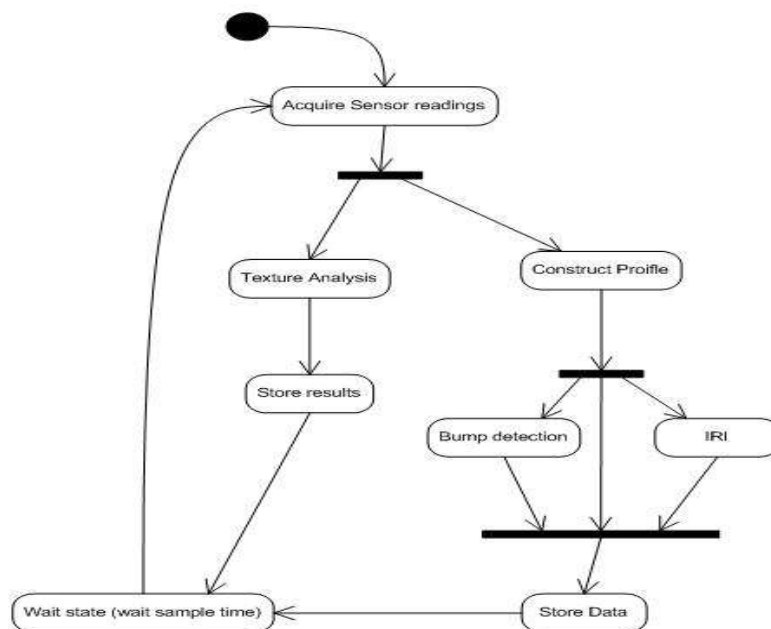 Acquire Sensor readings
Texture Analysis
Construct Proifle
Store results
Bump detection
IRI
Wait state (wait sample time)
Store Data